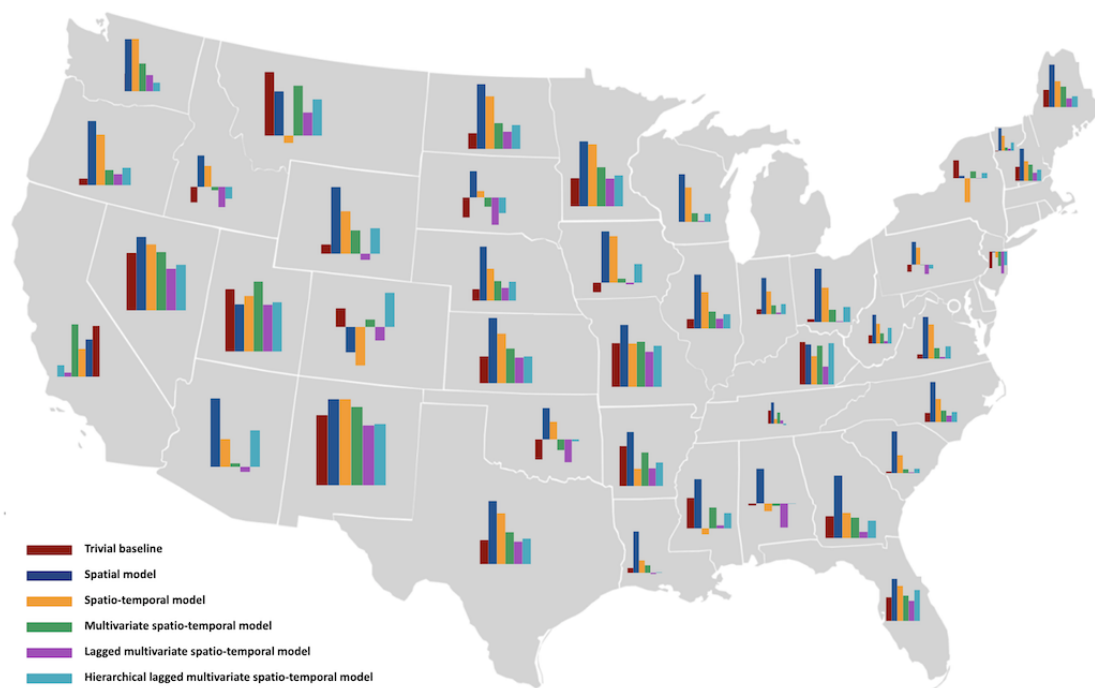 Trivial baseline
Spatial model
Spatio-temporal model
Multivariate spatio-temporal model
Lagged multivariate spatio-temporal model
Hierarchical lagged multivariate spatio-temporal model